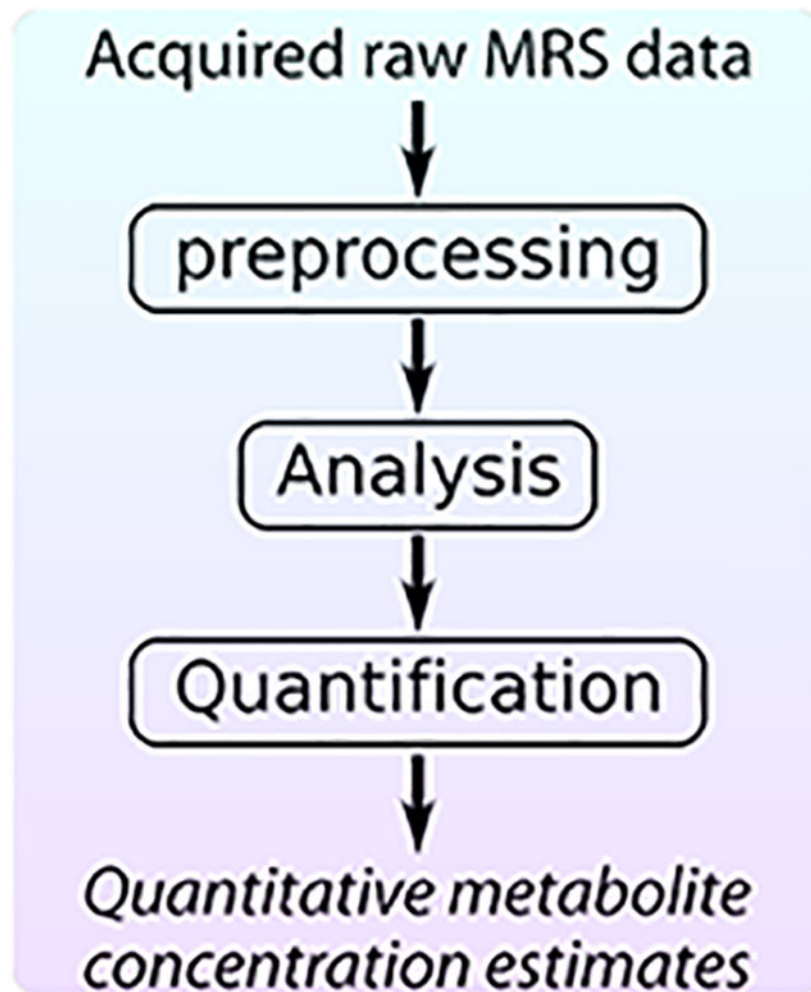 Acquired raw MRS data
preprocessing
Analysis
Quantification
Quantitative metabolite
concentration estimates